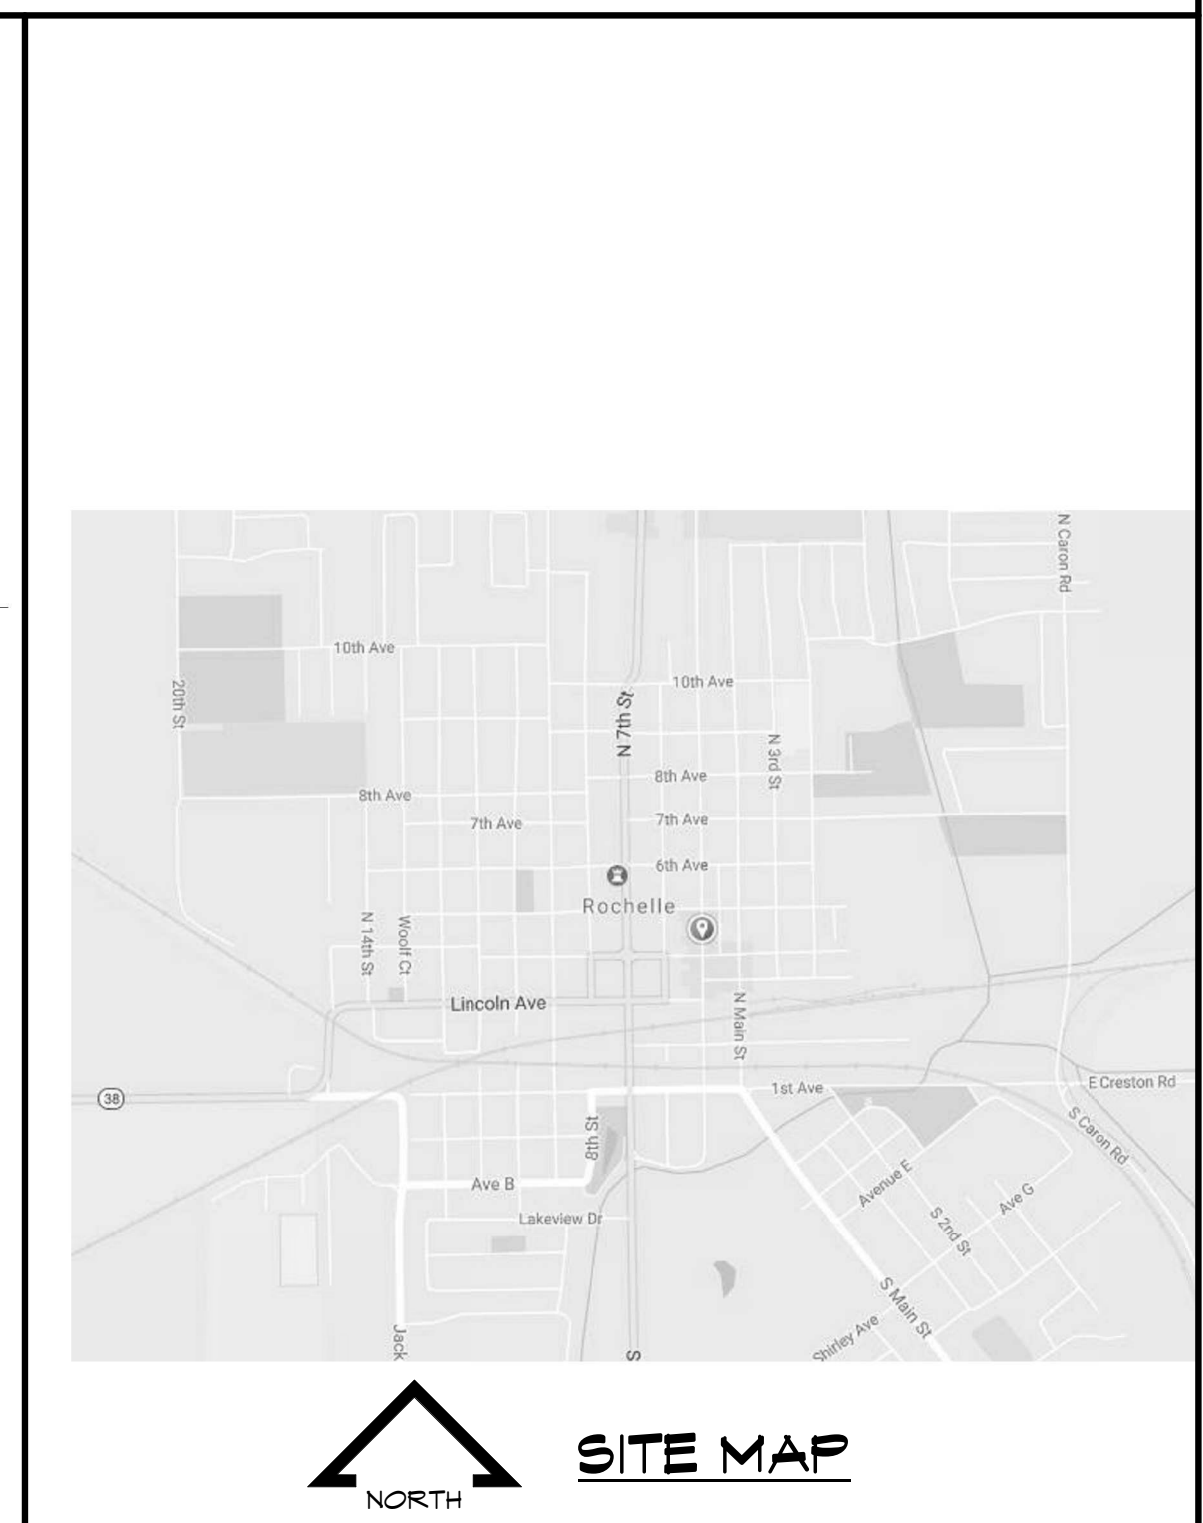 N Caron Rd
10th Ave
10th Ave
20th St
N 7th St
N 3rd St
8th Ave
8th Ave
7th Ave
7th Ave
6th Ave
Rochelle
N 14th St
Woolf Ct
Lincoln Ave
N Main St
38
1st Ave
E Creston Rd
8th St
S Caron Rd
Ave B
Avenue E
Ave G
Lakeview Dr
S 2nd St
S Main St
Shirley Ave
Jack
S
NORTH
SITE MAP